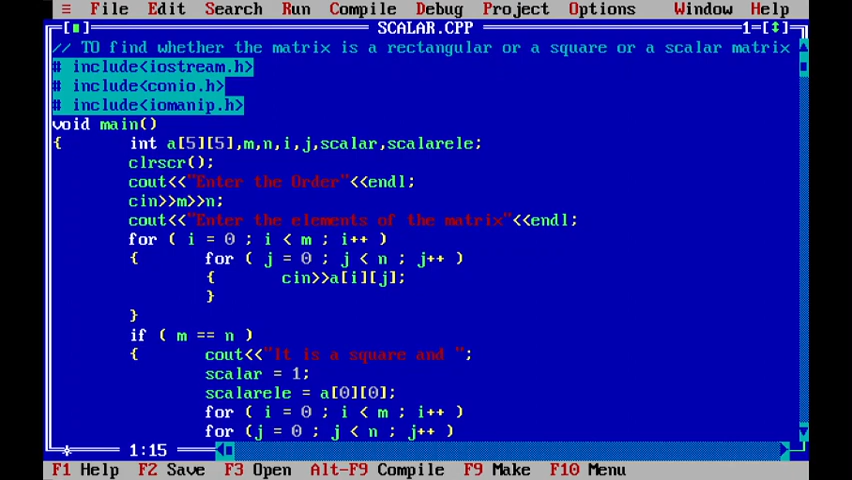 ≡ File Edit Search Run Compile Debug Project Options Window Help
[■] SCALAR.CPP 1=[↕]
// TO find whether the matrix is a rectangular or a square or a scalar matrix
# include<iostream.h>
# include<conio.h>
# include<iomanip.h>
void main()
{ int a[5][5],m,n,i,j,scalar,scalarele;
clrscr();
cout<<"Enter the Order"<<endl;
cin>>m>>n;
cout<<"Enter the elements of the matrix"<<endl;
for ( i = 0 ; i < m ; i++ )
{ for ( j = 0 ; j < n ; j++ )
{ cin>>a[i][j];
}
}
if ( m == n )
{ cout<<"It is a square and ";
scalar = 1;
scalarele = a[0][0];
for ( i = 0 ; i < m ; i++ )
for (j = 0 ; j < n ; j++ )
1:15
F1 Help F2 Save F3 Open Alt-F9 Compile F9 Make F10 Menu